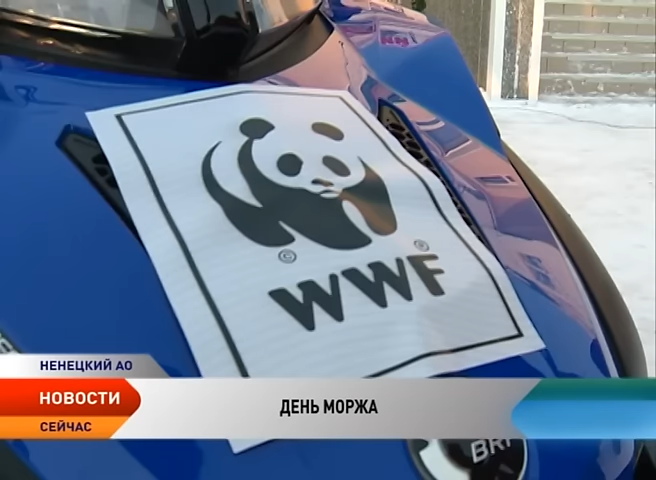 © ®
WWF
НЕНЕЦКИЙ АО
НОВОСТИ
ДЕНЬ МОРЖА
СЕЙЧАС